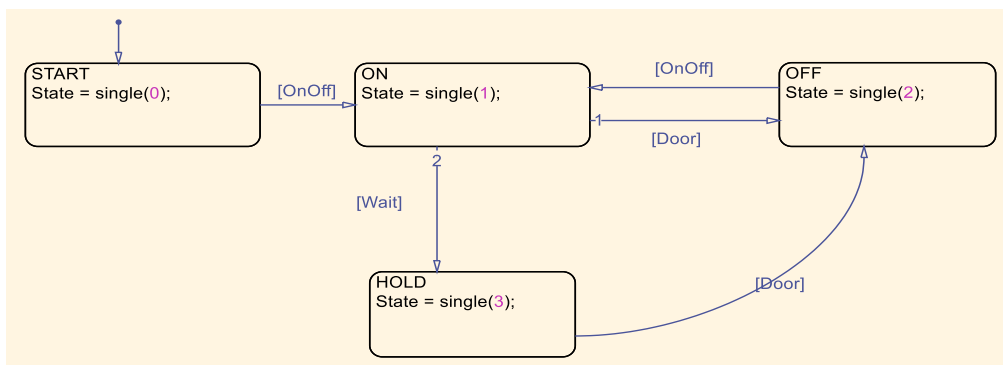 START
State = single(0);
[OnOff]
ON
State = single(1);
[OnOff]
1
[Door]
OFF
State = single(2);
2
[Wait]
HOLD
State = single(3);
[Door]